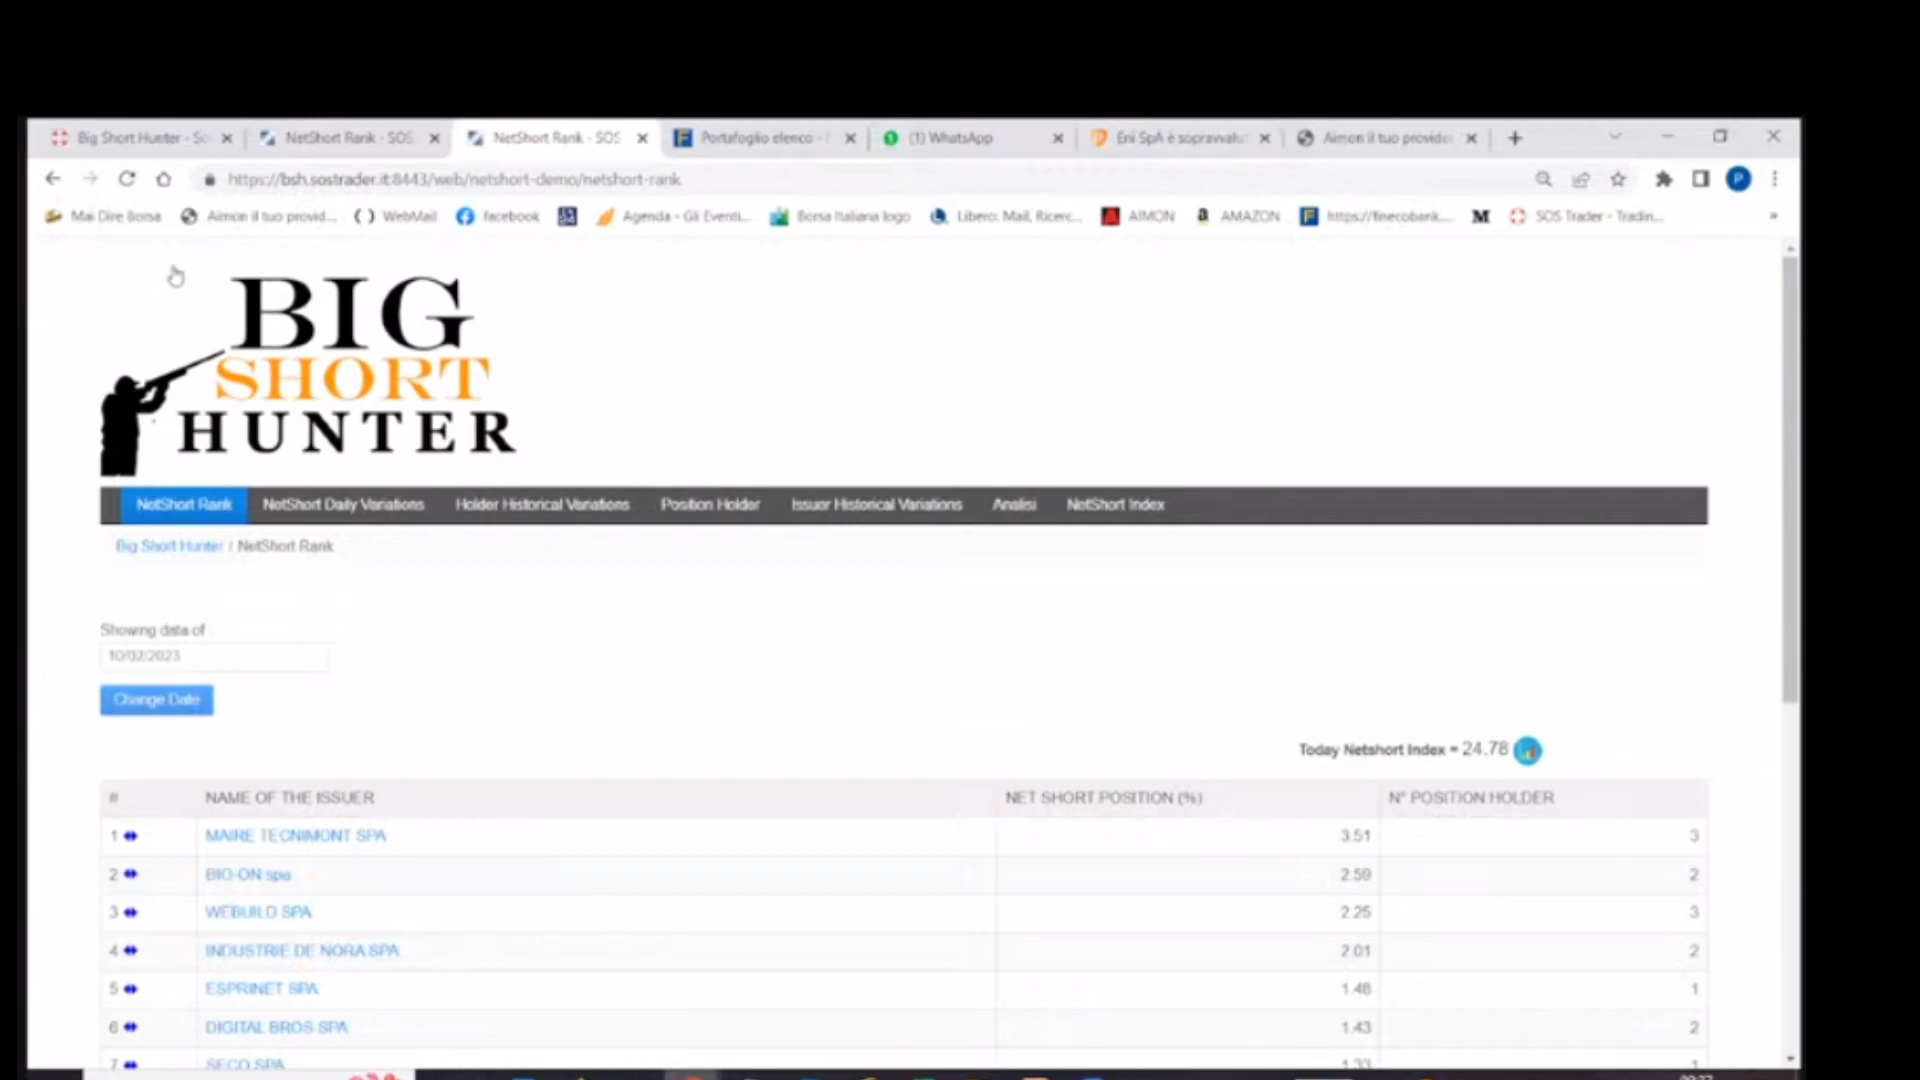 Big Short Hunter - So
NetShort Rank - SOS
NetShort Rank - SOS
Portafoglio elenco -
(1) WhatsApp
Eni SpA è sopravvalu
Aimon il tuo provide
https://bsh.sostrader.it:8443/web/netshort-demo/netshort-rank
P
Mai Dire Borsa
Aimon il tuo provid...
WebMail
facebook
Agenda - Gli Eventi...
Borsa Italiana logo
Libero: Mail, Ricerc...
AIMON
AMAZON
https://finecobank....
M
SOS Trader - Tradin...
»
BIG
SHORT
HUNTER
NetShort Rank
NetShort Daily Variations
Holder Historical Variations
Position Holder
Issuer Historical Variations
Analisi
NetShort Index
Big Short Hunter / NetShort Rank
Showing data of
10/02/2023
Change Date
Today Netshort Index = 24.78
# NAME OF THE ISSUER NET SHORT POSITION (%) N° POSITION HOLDER
1 MAIRE TECNIMONT SPA 3.51 3
2 BIO-ON spa 2.59 2
3 WEBUILD SPA 2.25 3
4 INDUSTRIE DE NORA SPA 2.01 2
5 ESPRINET SPA 1.48 1
6 DIGITAL BROS SPA 1.43 2
7 SECO SPA 1.33 1